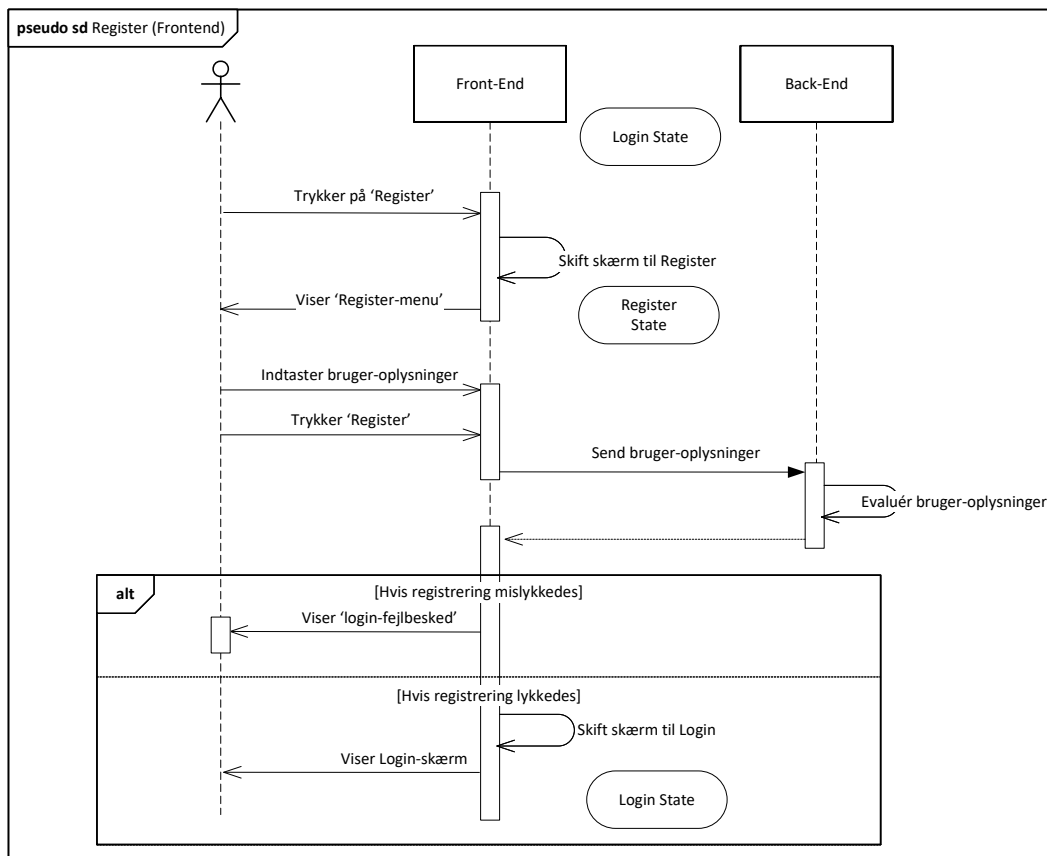 pseudo sd Register (Frontend)
Front-End
Back-End
Login State
Trykker på ‘Register’
Skift skærm til Register
Viser ‘Register-menu’
Register
State
Indtaster bruger-oplysninger
Trykker ‘Register’
Send bruger-oplysninger
Evaluér bruger-oplysninger
alt
[Hvis registrering mislykkedes]
Viser ‘login-fejlbesked’
[Hvis registrering lykkedes]
Skift skærm til Login
Viser Login-skærm
Login State